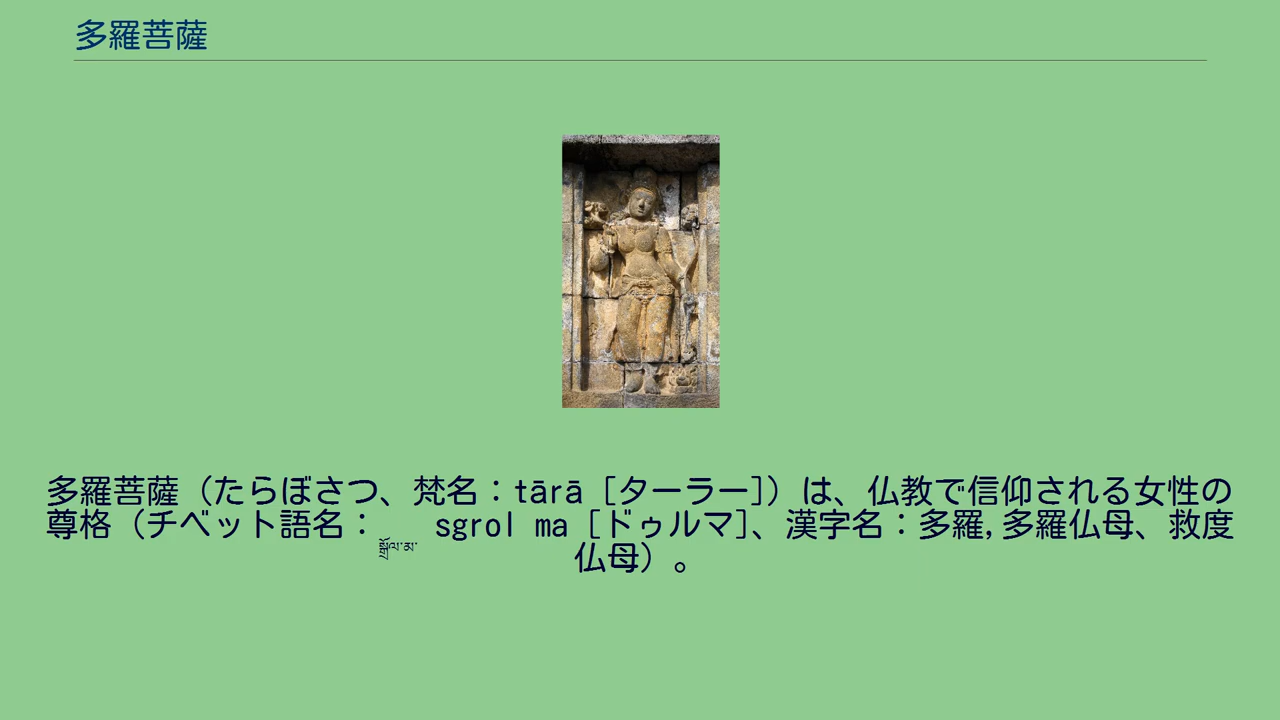 多羅菩薩
多羅菩薩（たらぼさつ、梵名：tārā［ターラー]）は、仏教で信仰される女性の
尊格（チベット語名： སྒྲོལ་མ་ sgrol ma［ドゥルマ]、漢字名：多羅,多羅仏母、救度
仏母）。